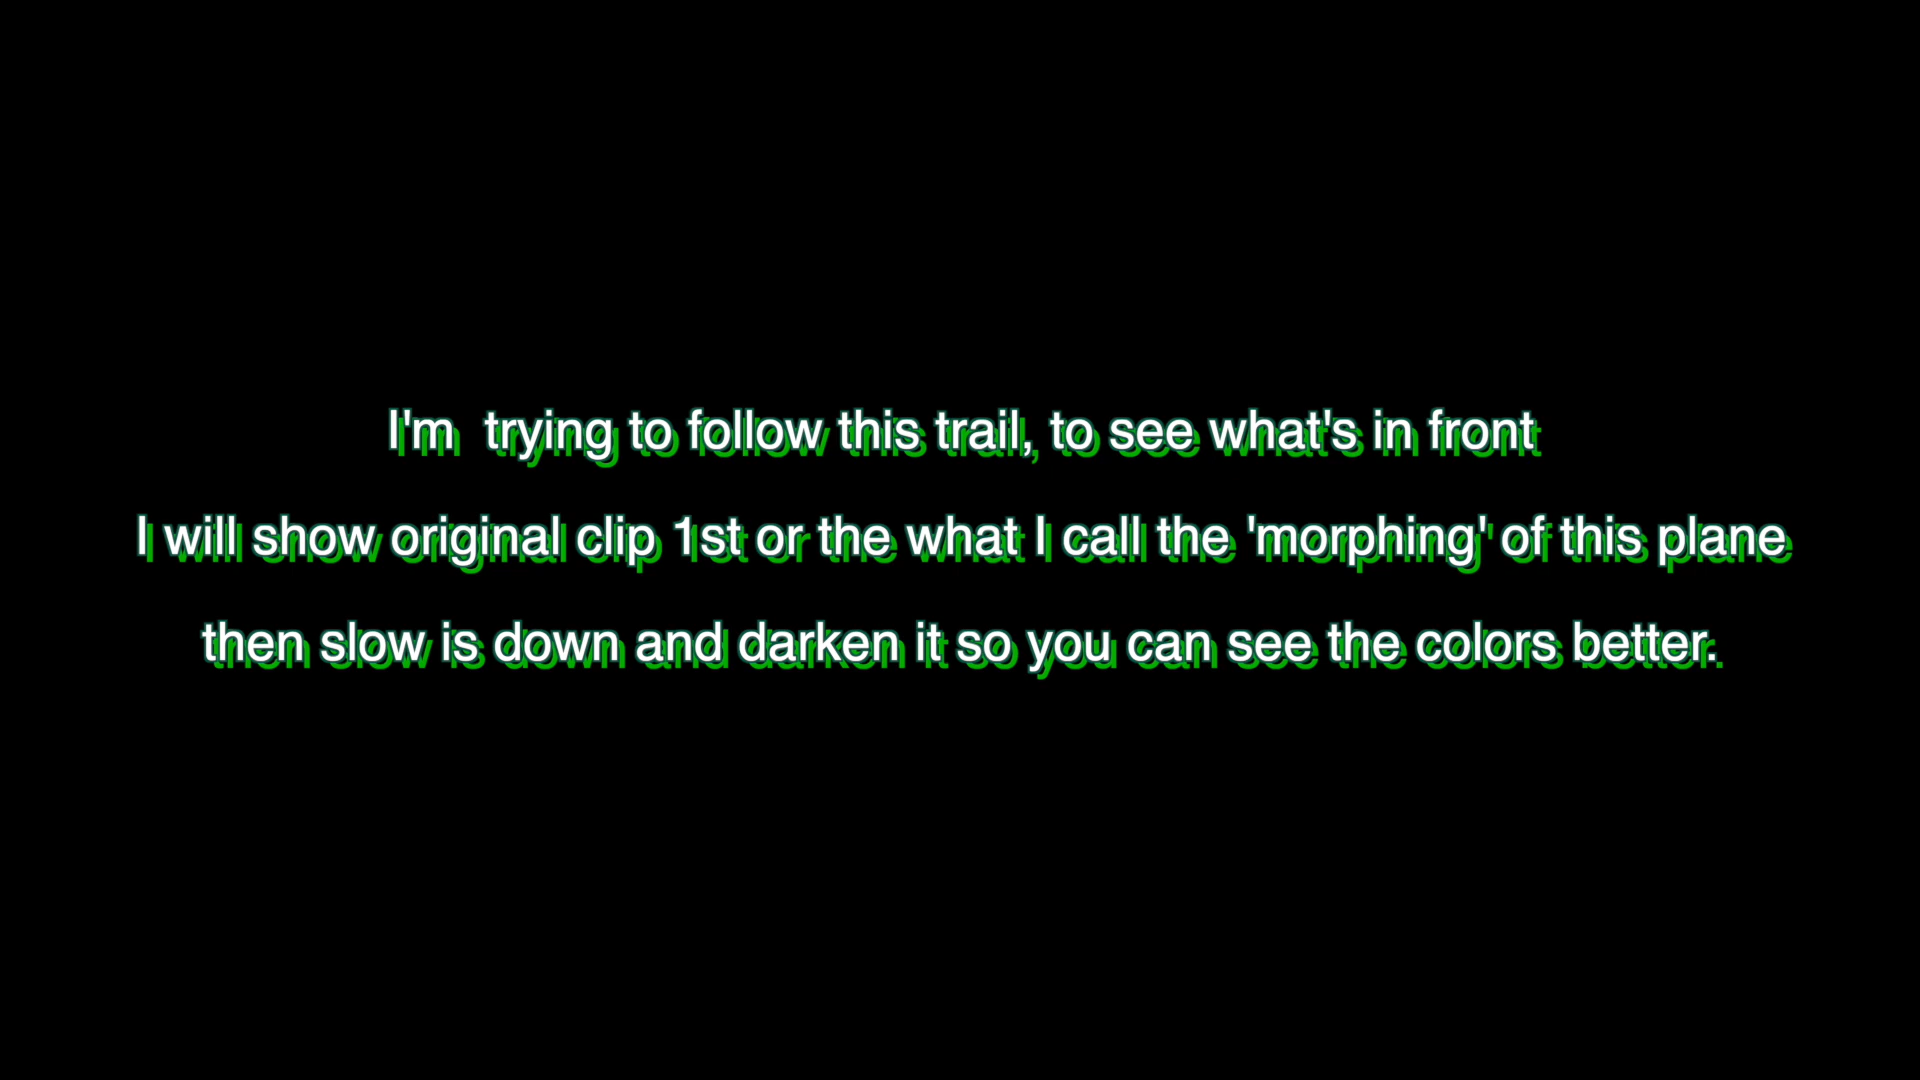 I'm  trying to follow this trail, to see what's in front
I will show original clip 1st or the what I call the 'morphing' of this plane
then slow is down and darken it so you can see the colors better.